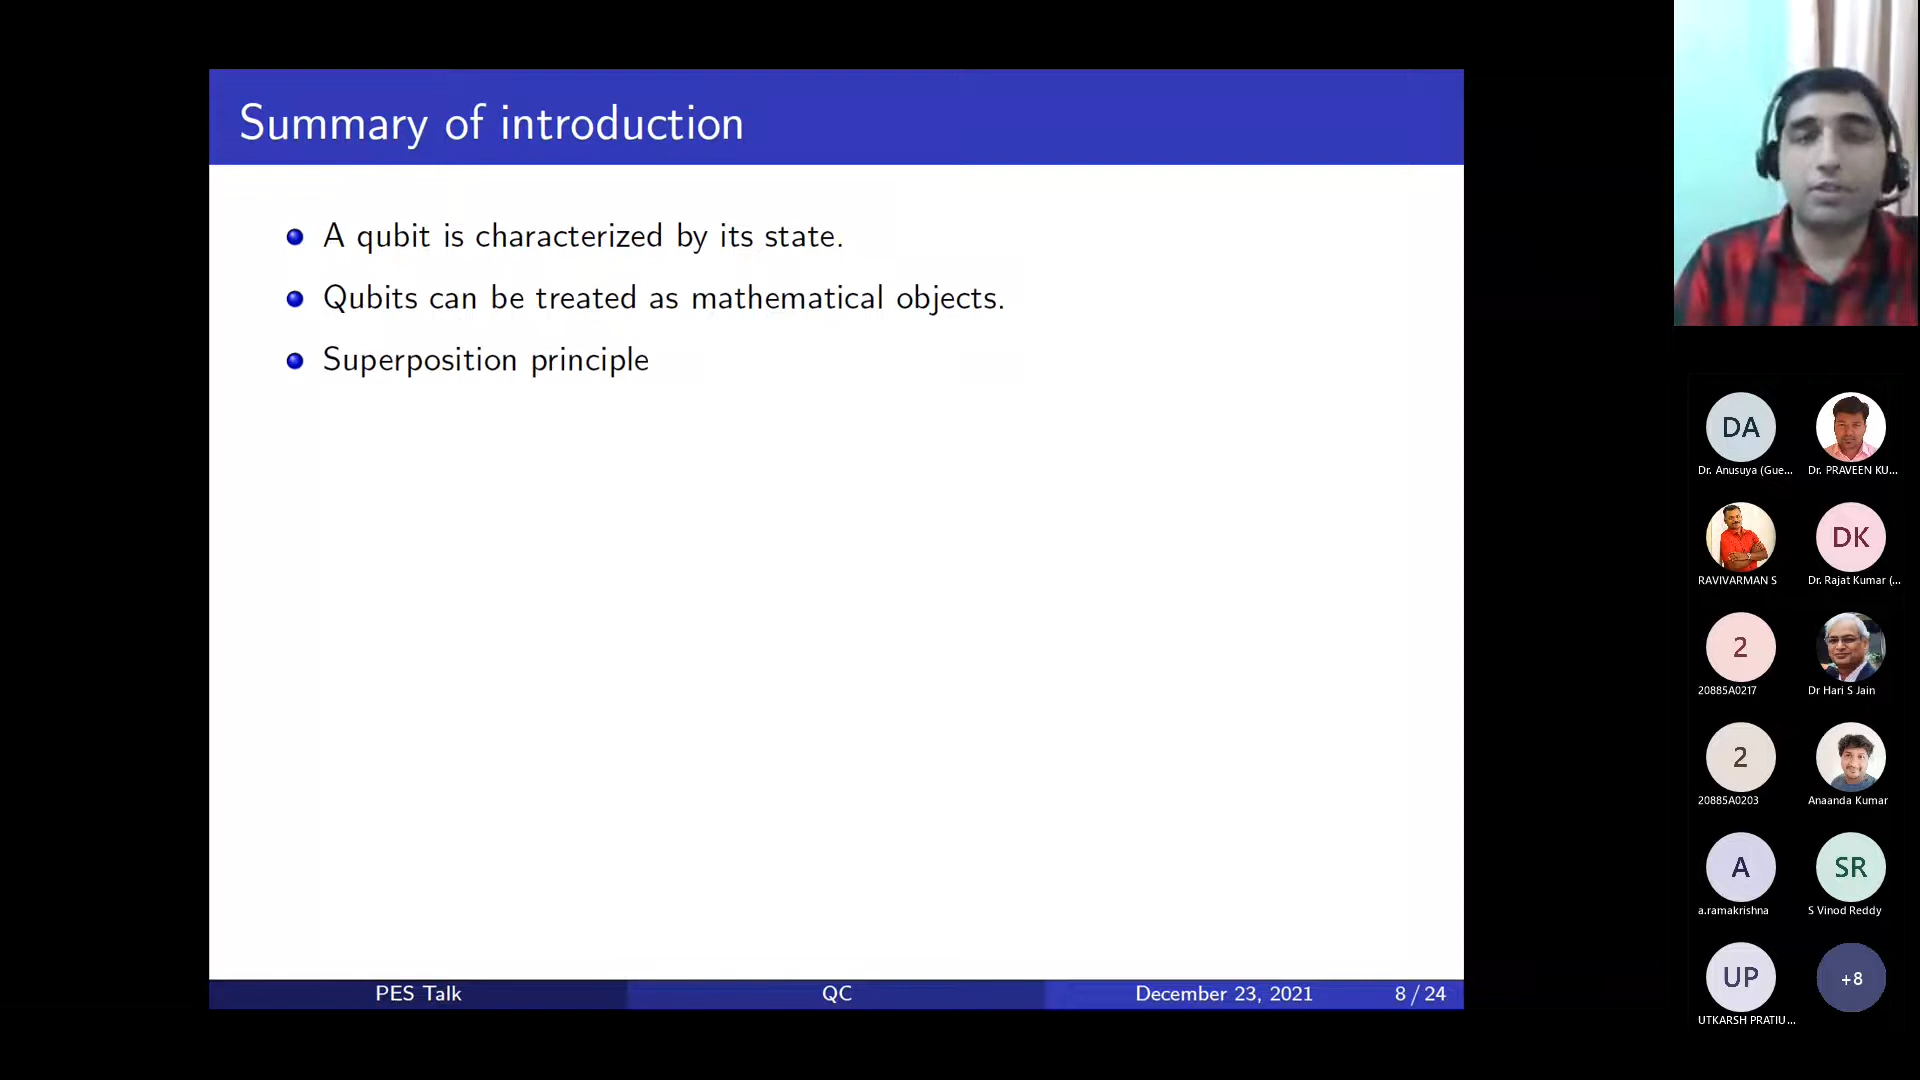 Summary of introduction
A qubit is characterized by its state.
Qubits can be treated as mathematical objects.
Superposition principle
PES Talk
QC
December 23, 2021
8 / 24
DA
Dr. Anusuya (Gue...
Dr. PRAVEEN KU...
RAVIVARMAN S
DK
Dr. Rajat Kumar (...
2
20885A0217
Dr Hari S Jain
2
20885A0203
Anaanda Kumar
A
a.ramakrishna
SR
S Vinod Reddy
UP
UTKARSH PRATIU...
+8